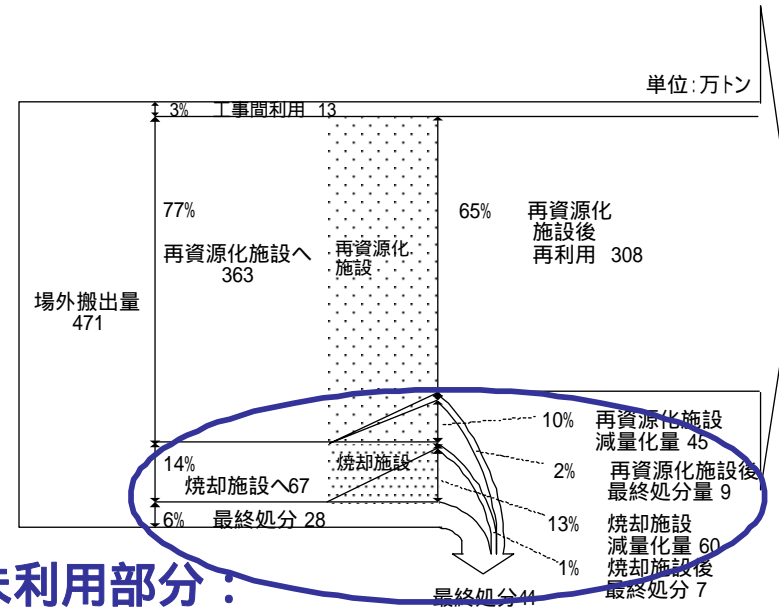 単位:万トン
3% 工事間利用 13
77%
再資源化施設へ
363
再資源化
施設
65% 再資源化
施設後
再利用 308
場外搬出量
471
10% 再資源化施設
減量化量 45
14%
焼却施設へ67
焼却施設
2% 再資源化施設後
最終処分量 9
6% 最終処分 28
13% 焼却施設
減量化量 60
1% 焼却施設後
最終処分 7
最終処分44
未利用部分: